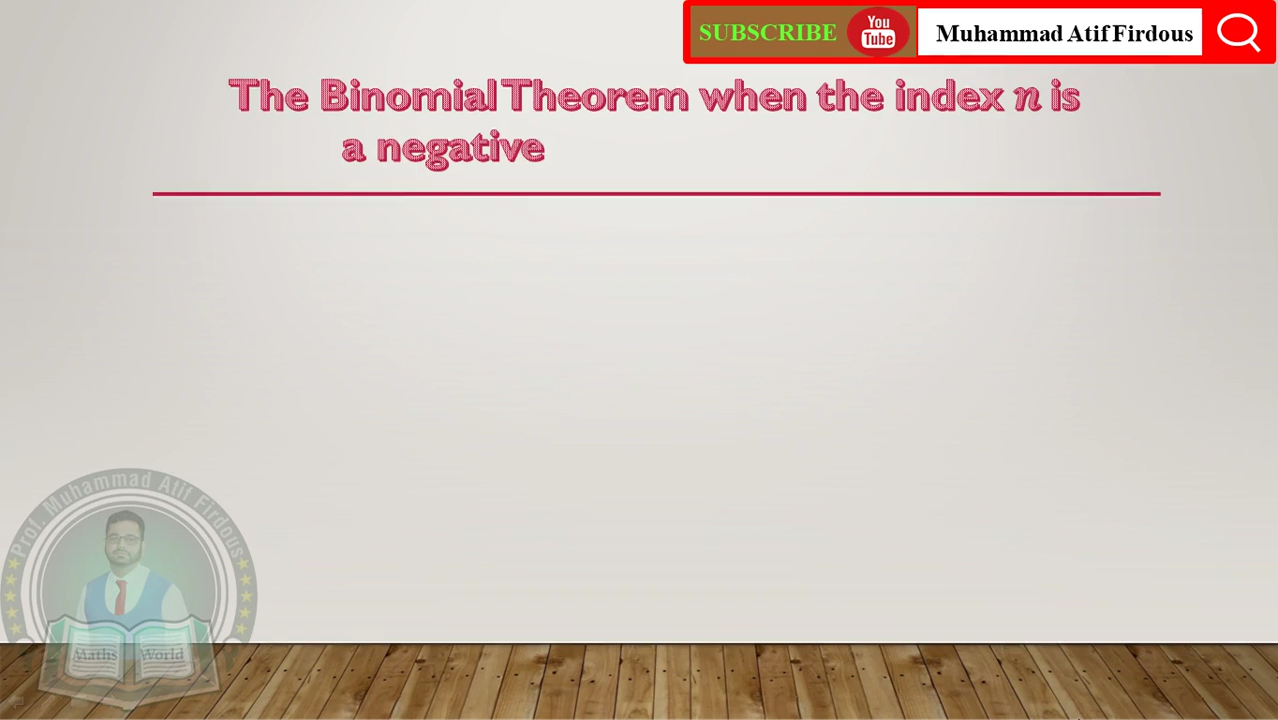 SUBSCRIBE You Tube Muhammad Atif Firdous
The Binomial Theorem when the index n is
a negative
Prof. Muhammad Atif Firdous
Maths World